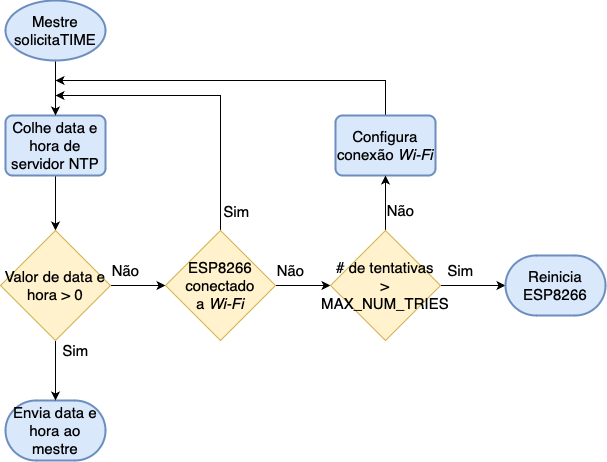 Mestre
solicitaTIME
Colhe data e
hora de
servidor NTP
Configura
conexão Wi-Fi
Sim
Não
Valor de data e
hora > 0
Não
ESP8266
conectado
a Wi-Fi
Não
# de tentativas
>
MAX_NUM_TRIES
Sim
Reinicia
ESP8266
Sim
Envia data e
hora ao
mestre